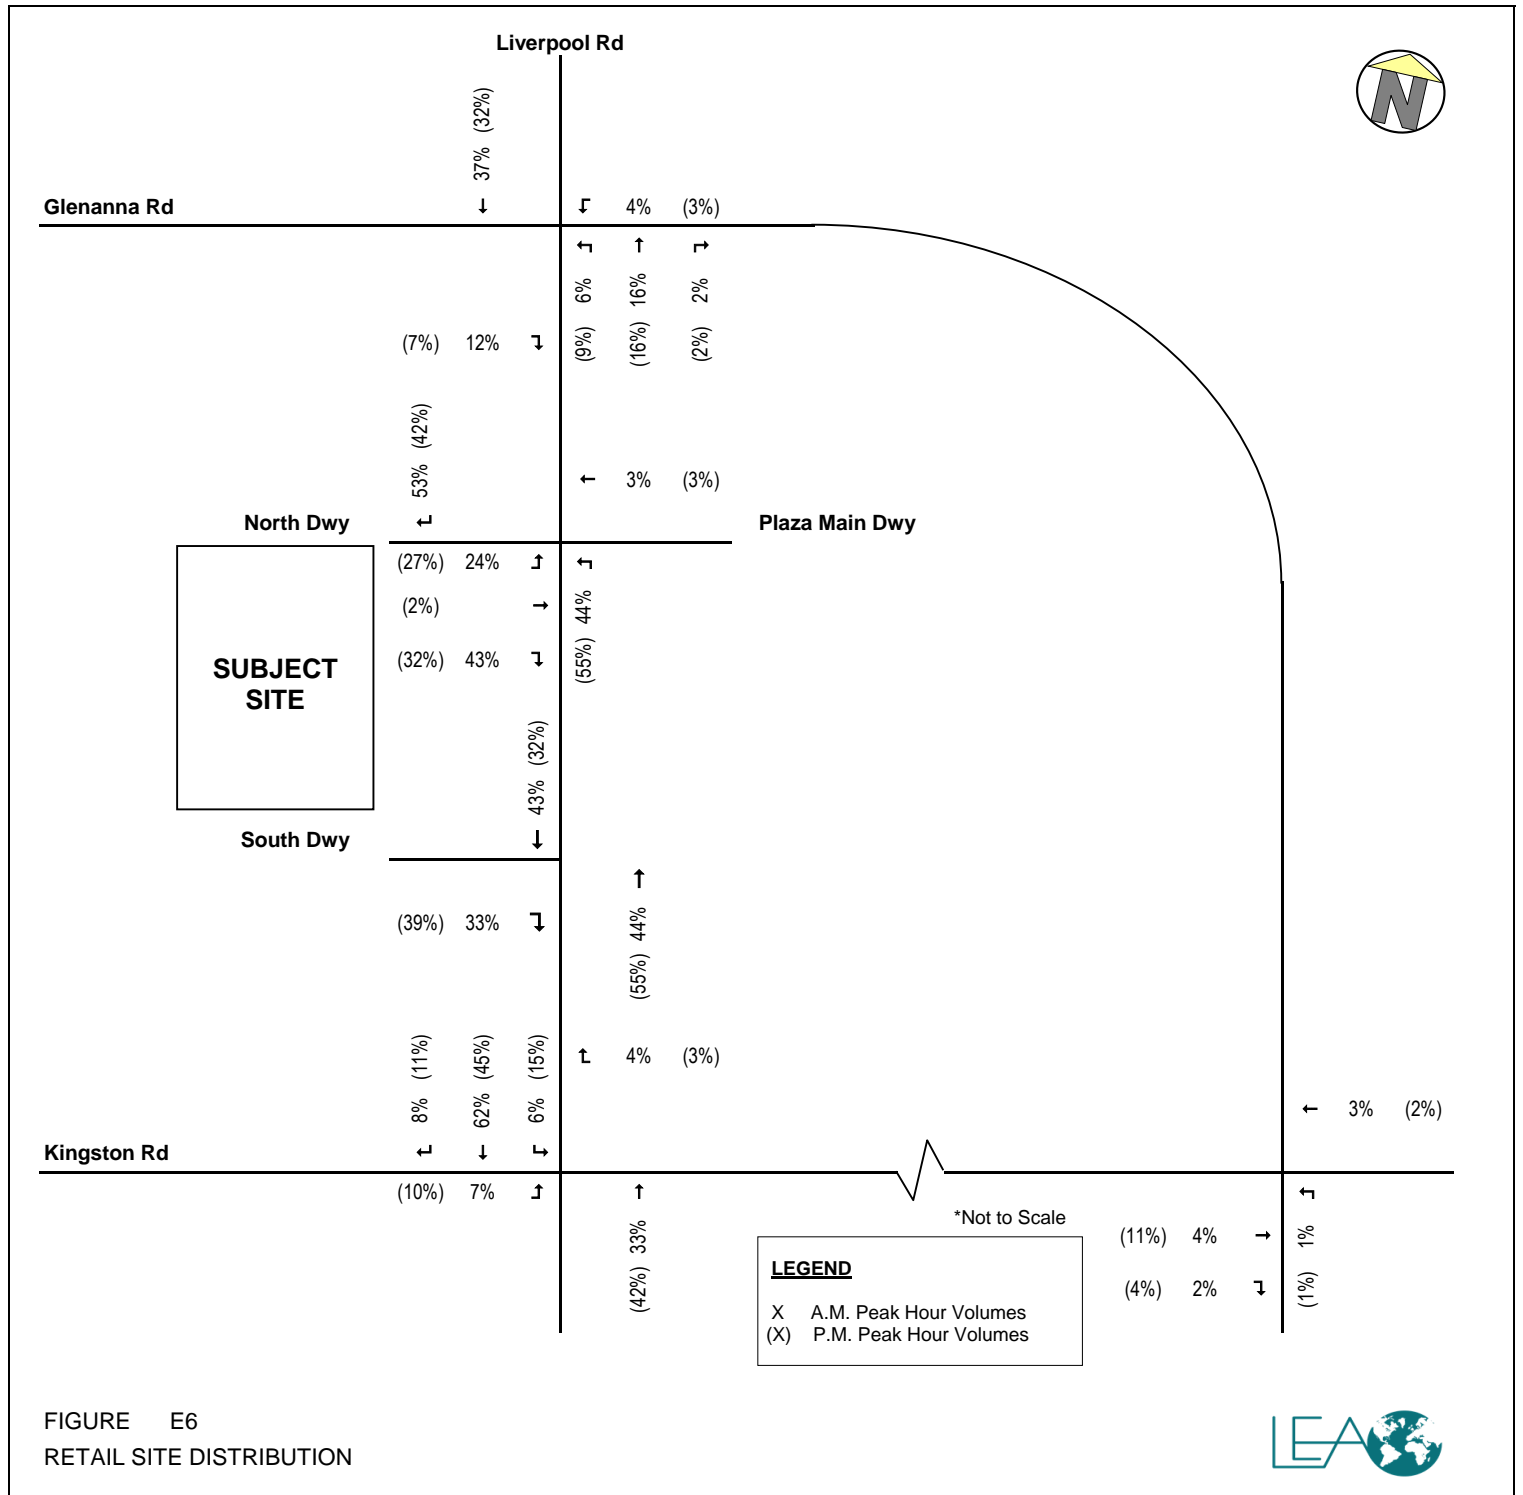 Liverpool Rd
37% (32%)
Glenanna Rd
4% (3%)
6%
(9%)
16%
(16%)
2%
(2%)
(7%) 12%
53% (42%)
3% (3%)
North Dwy
Plaza Main Dwy
(27%) 24%
(2%)
(32%) 43%
(55%) 44%
SUBJECT
SITE
43% (32%)
South Dwy
(39%) 33%
(55%) 44%
8% (11%)
62% (45%)
6% (15%)
4% (3%)
3% (2%)
Kingston Rd
(10%) 7%
(42%) 33%
*Not to Scale
(11%) 4%
(4%) 2%
(1%) 1%
LEGEND
X A.M. Peak Hour Volumes
(X) P.M. Peak Hour Volumes
FIGURE E6
RETAIL SITE DISTRIBUTION
N
LEA